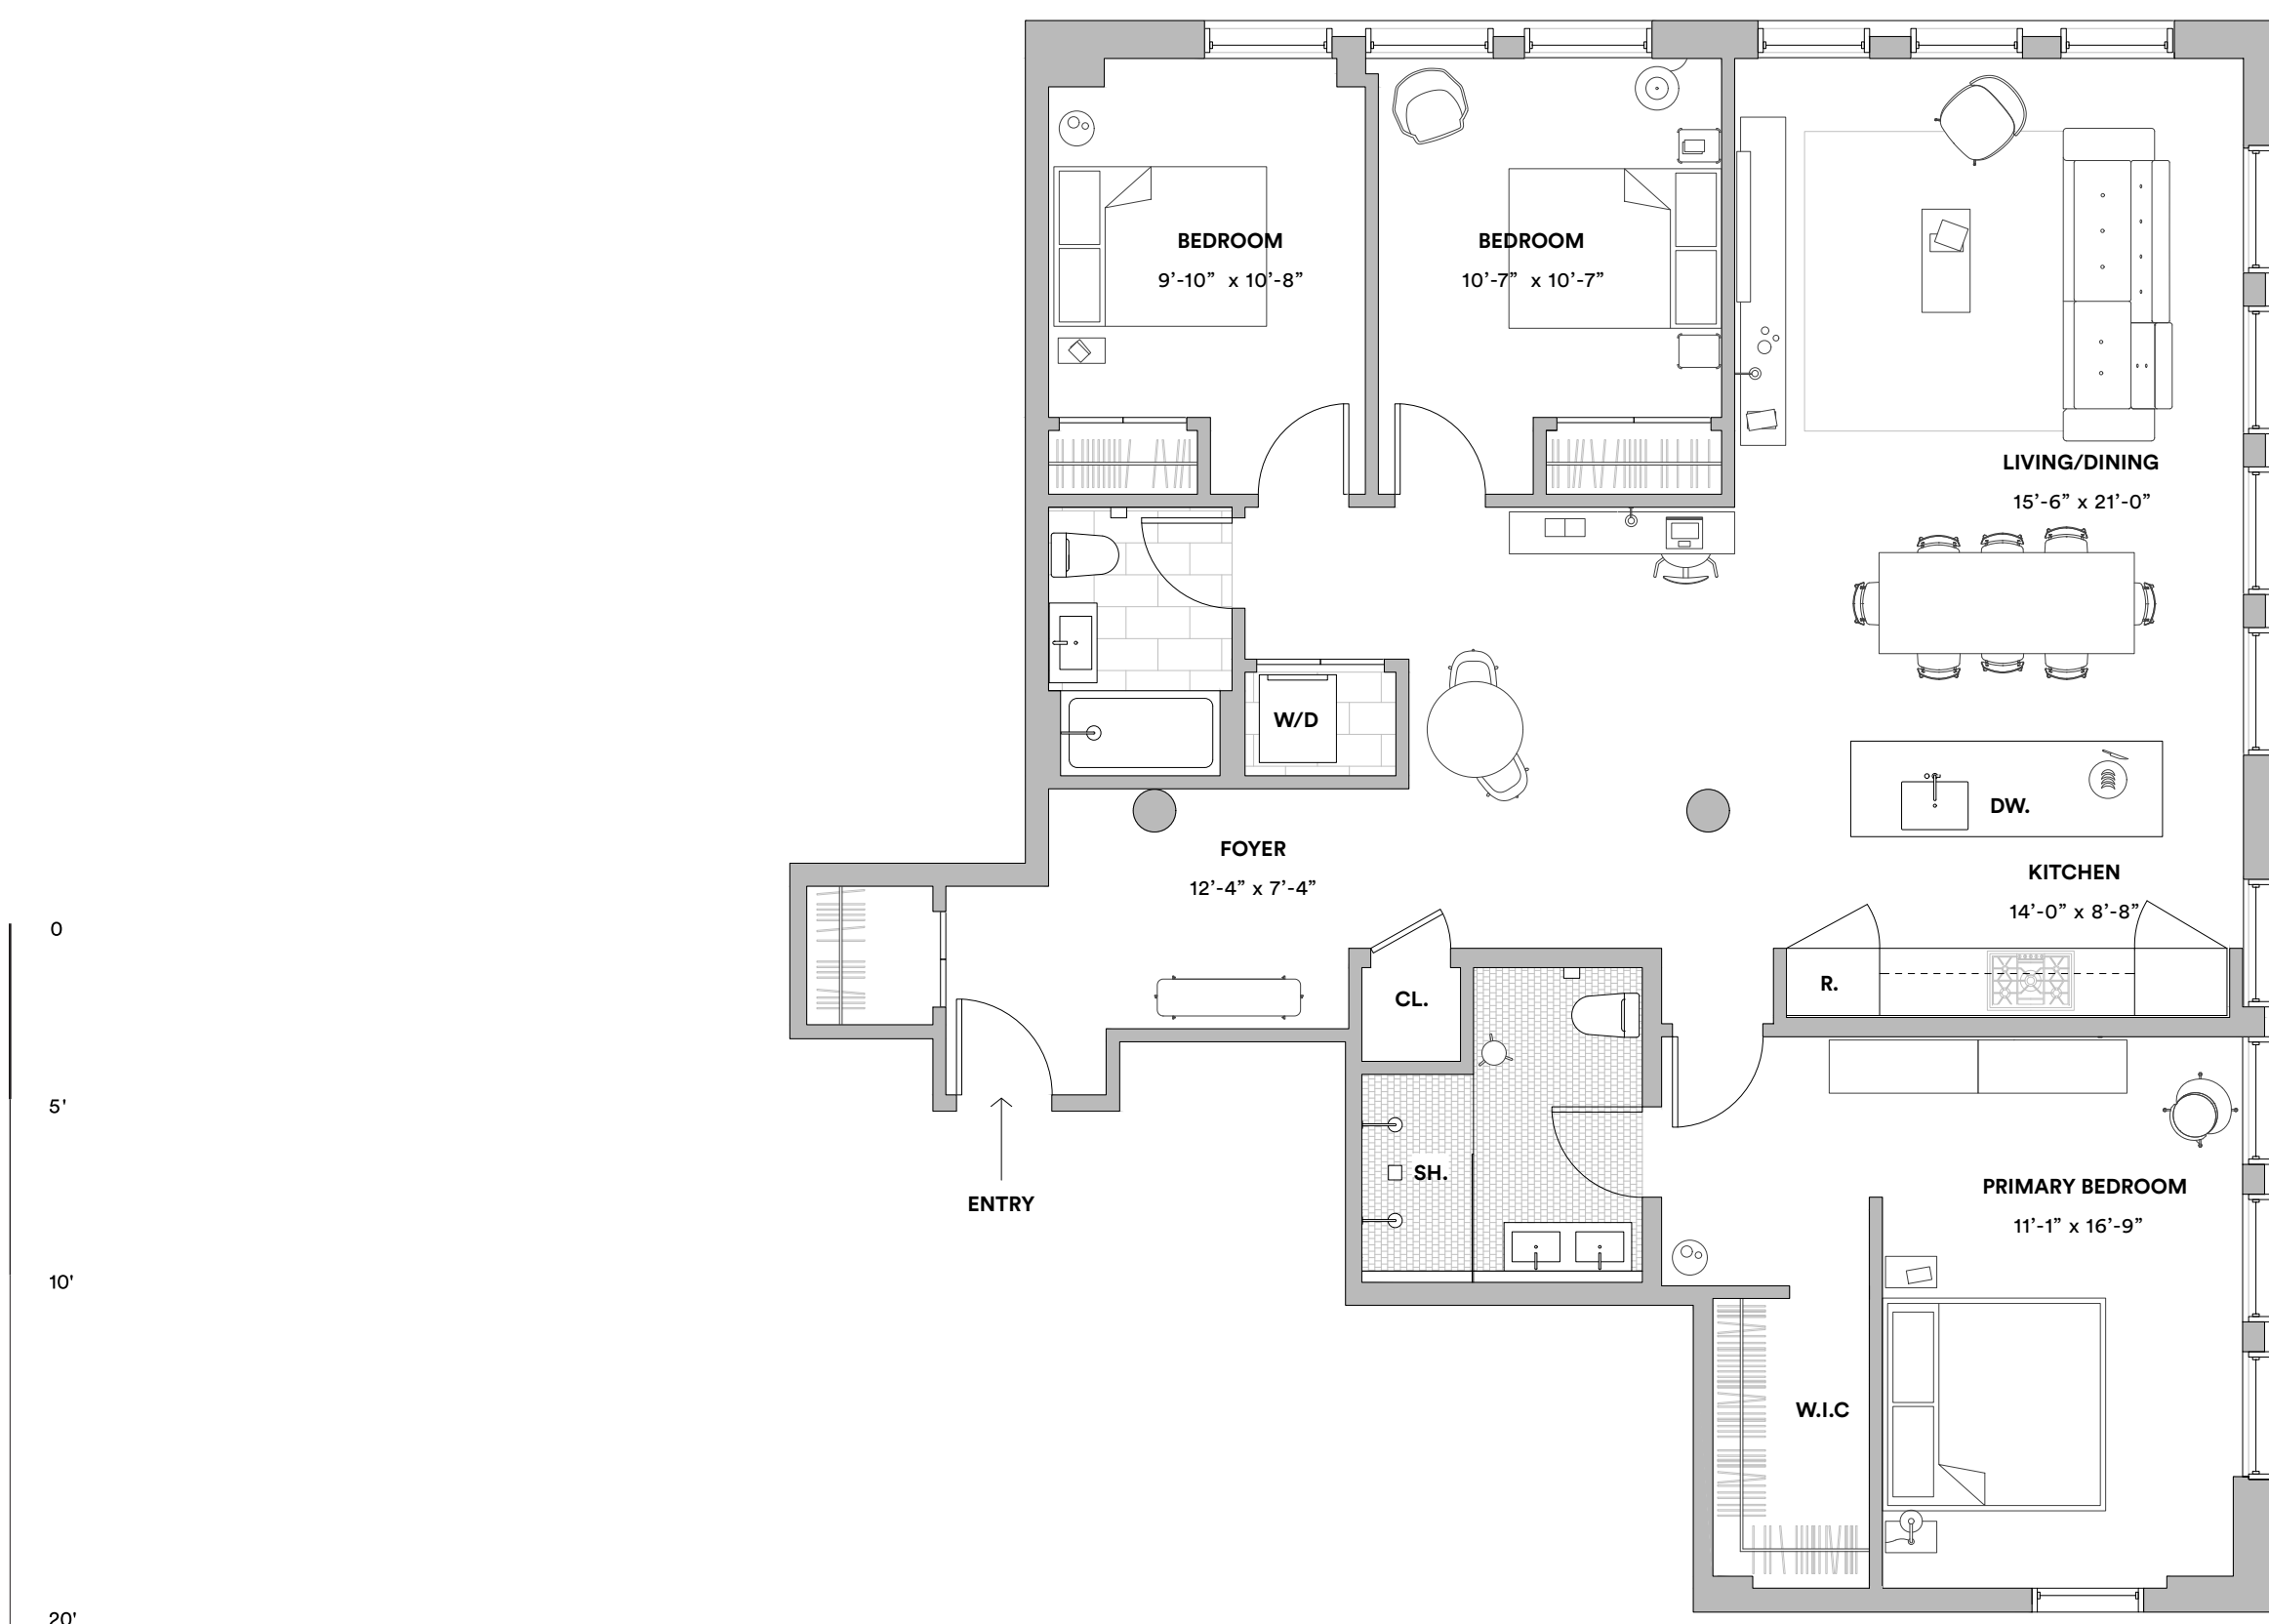 BEDROOM
9’-10” x 10’-8”
BEDROOM
10’-7” x 10’-7”
LIVING/DINING
15’-6” x 21’-0”
W/D
DW.
FOYER
12’-4” x 7’-4”
KITCHEN
14’-0” x 8’-8”
0
CL.
R.
5'
SH.
ENTRY
PRIMARY BEDROOM
11’-1” x 16’-9”
10'
W.I.C
20'